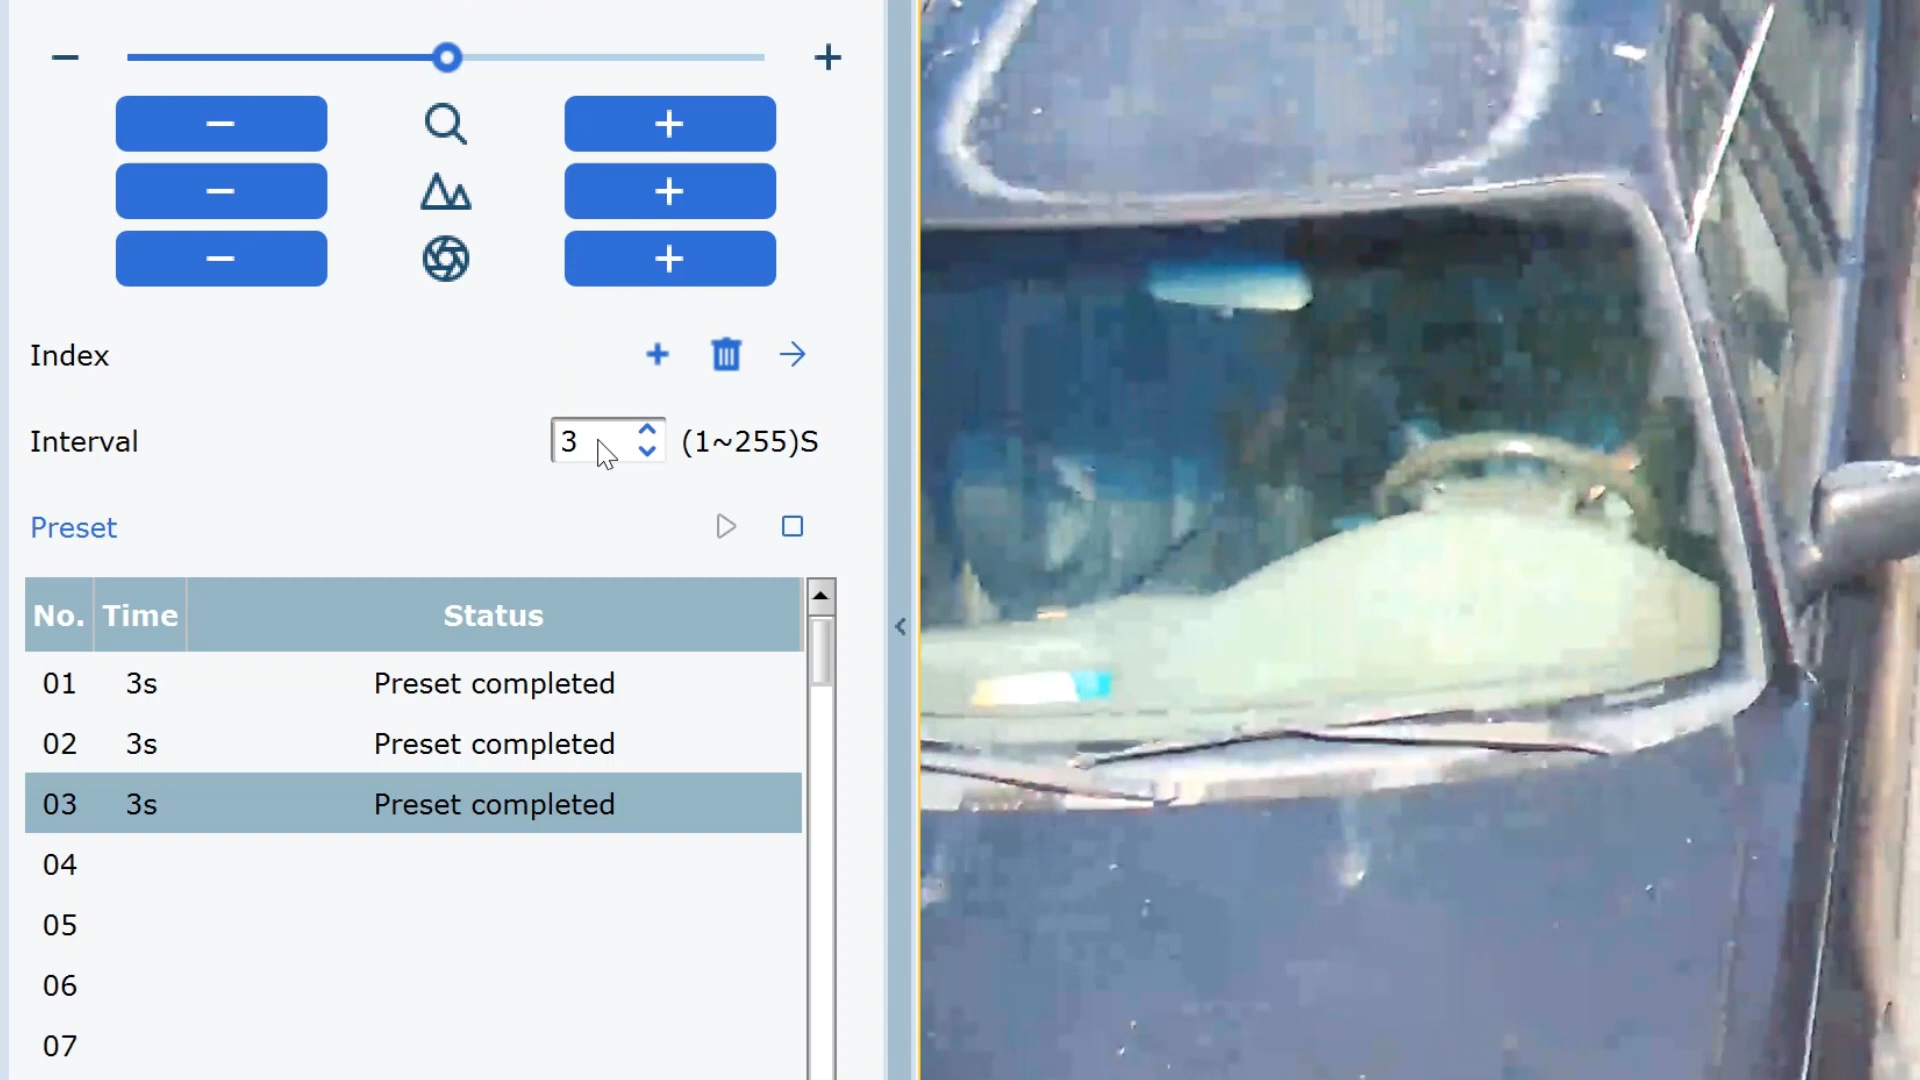 Index
Interval 3 (1~255)S
Preset
No. Time Status
01 3s Preset completed
02 3s Preset completed
03 3s Preset completed
04
05
06
07